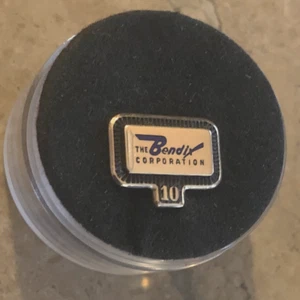 THE Bendix
CORPORATION
10